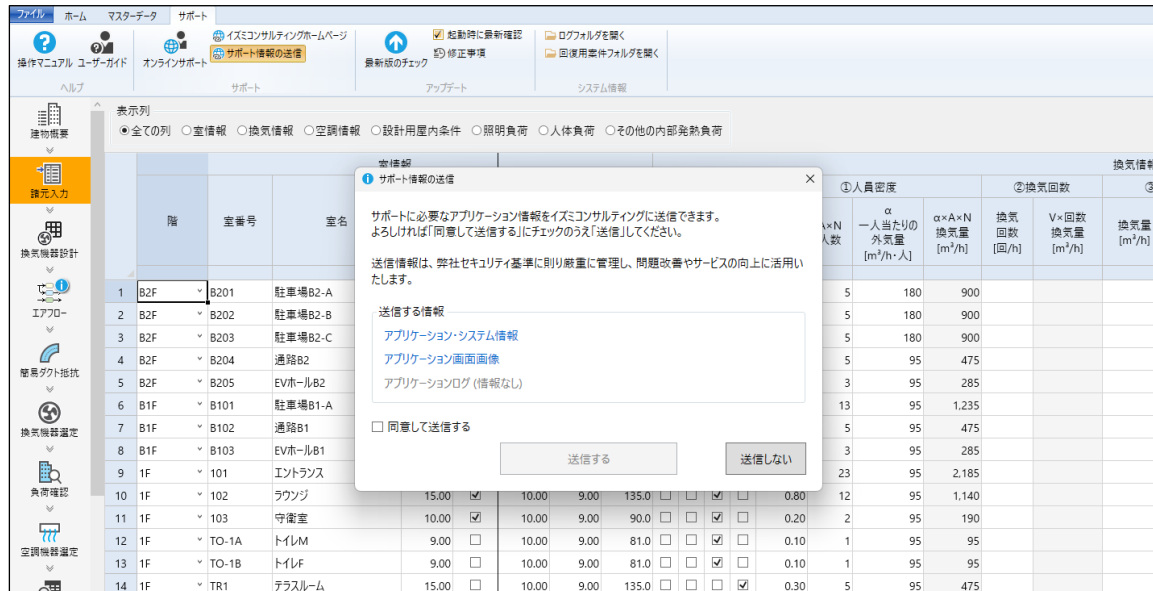 ファイル ホーム マスターデータ サポート
イズミコンサルティングホームページ
サポート情報の送信
起動時に最新確認
修正事項
ログフォルダを開く
回復用案件フォルダを開く
操作マニュアル ユーザーガイド オンラインサポート 最新版のチェック
ヘルプ サポート アップデート システム情報
建物概要
諸元入力
換気機器設計
エアフロー
簡易ダクト抵抗
換気機器選定
負荷確認
空調機器選定
表示列
全ての列 室情報 換気情報 空調情報 設計用屋内条件 照明負荷 人体負荷 その他の内部発熱負荷
室情報 換気情報
①人員密度 ②換気回数 ③
階 室番号 室名
A×N
人数
α
一人当たりの
外気量
[m³/h・人]
α×A×N
換気量
[m³/h]
換気
回数
[回/h]
V×回数
換気量
[m³/h]
換気量
[m³/h]
1 B2F B201 駐車場B2-A 5 180 900
2 B2F B202 駐車場B2-B 5 180 900
3 B2F B203 駐車場B2-C 5 180 900
4 B2F B204 通路B2 5 95 475
5 B2F B205 EVホールB2 3 95 285
6 B1F B101 駐車場B1-A 13 95 1,235
7 B1F B102 通路B1 5 95 475
8 B1F B103 EVホールB1 3 95 285
9 1F 101 エントランス 23 95 2,185
10 1F 102 ラウンジ 15.00 10.00 9.00 135.0 0.80 12 95 1,140
11 1F 103 守衛室 10.00 10.00 9.00 90.0 0.20 2 95 190
12 1F TO-1A トイレM 9.00 10.00 9.00 81.0 0.10 1 95 95
13 1F TO-1B トイレF 9.00 10.00 9.00 81.0 0.10 1 95 95
14 1F TR1 テラスルーム 15.00 10.00 9.00 135.0 0.30 5 95 475
サポート情報の送信
サポートに必要なアプリケーション情報をイズミコンサルティングに送信できます。
よろしければ「同意して送信する」にチェックのうえ「送信」してください。
送信情報は、弊社セキュリティ基準に則り厳重に管理し、問題改善やサービスの向上に活用い
たします。
送信する情報
アプリケーション・システム情報
アプリケーション画面画像
アプリケーションログ (情報なし)
同意して送信する
送信する 送信しない